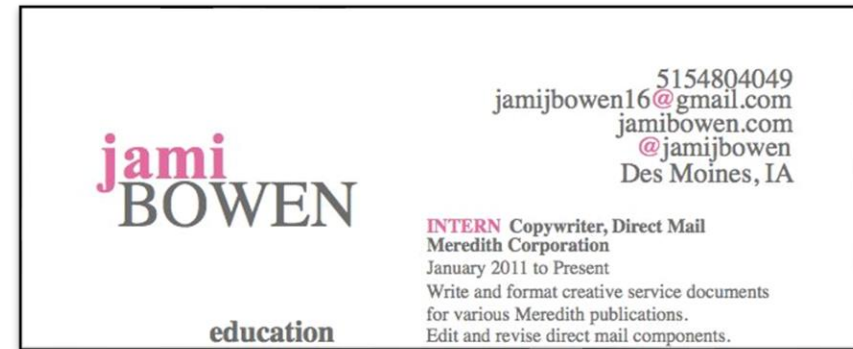 jami
BOWEN
5154804049
jamijbowen16@gmail.com
jamibowen.com
@jamijbowen
Des Moines, IA
INTERN Copywriter, Direct Mail
Meredith Corporation
January 2011 to Present
Write and format creative service documents
for various Meredith publications.
Edit and revise direct mail components.
education